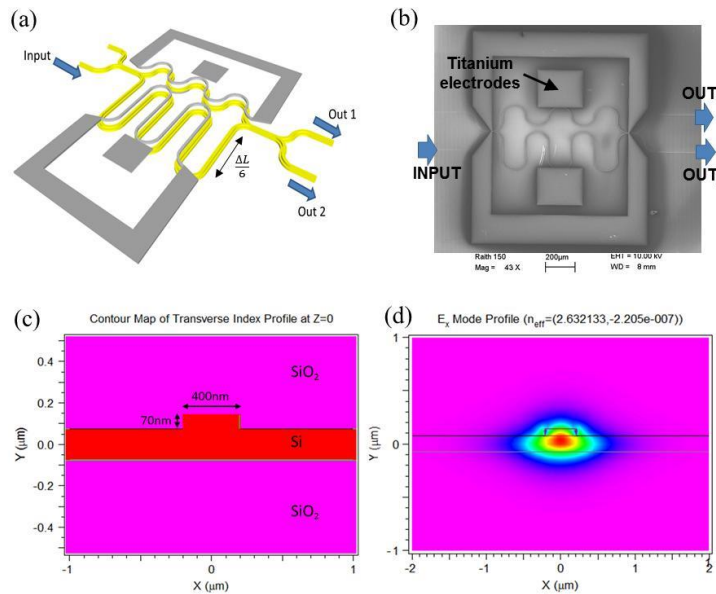 (a)
Input
Out 1
ΔL
6
Out 2
(b)
Titanium
electrodes
OUT
INPUT
OUT
Raith 150
Mag = 43 X
200µm
EHT = 10.00 kV
WD = 8 mm
(c)
Contour Map of Transverse Index Profile at Z=0
0.4
0.2
0.0
-0.2
-0.4
Y (µm)
SiO2
400nm
70nm
Si
SiO2
-1
0
1
X (µm)
(d)
Ex Mode Profile (neff=(2.632133,-2.205e-007))
1
0
-1
Y (µm)
-2
-1
0
1
2
X (µm)